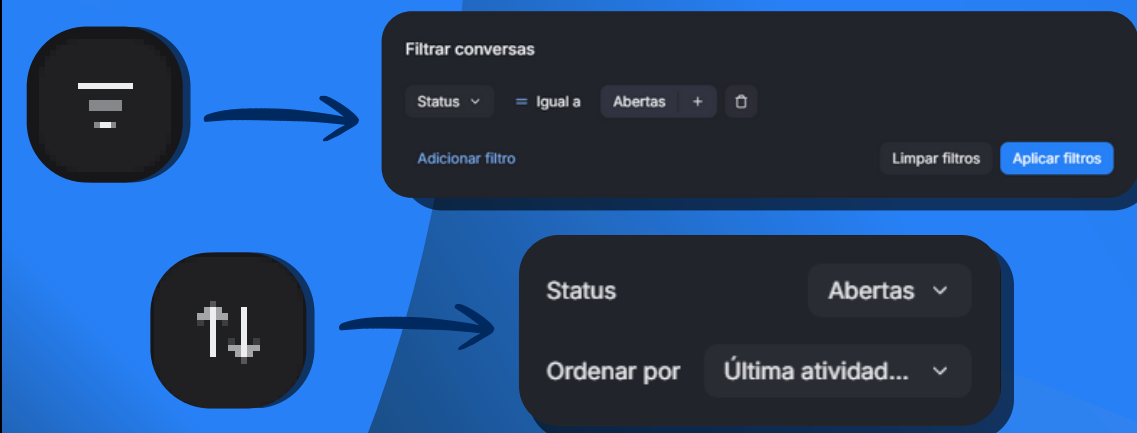 Filtrar conversas
Status = Igual a Abertas +
Adicionar filtro Limpar filtros Aplicar filtros
Status Abertas
Ordenar por Última atividad...